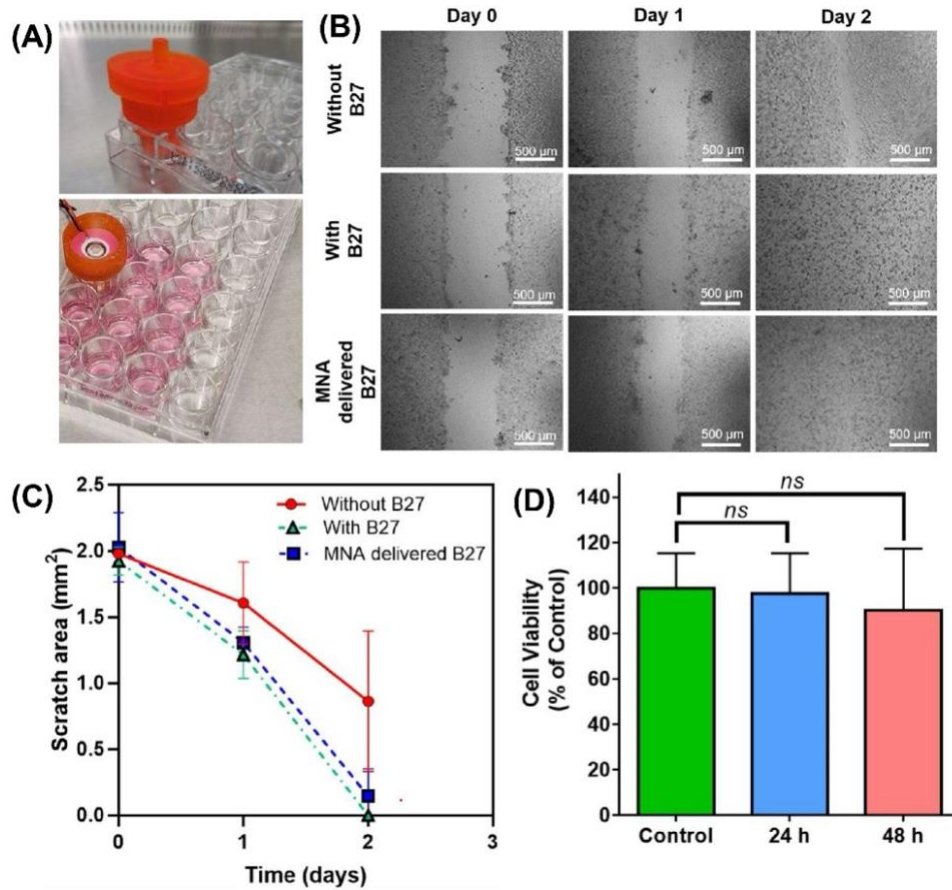 (A)
(B)
Day 0
Day 1
Day 2
Without
B27
500 µm
500 µm
500 µm
With
B27
500 µm
500 µm
500 µm
MNA
delivered
B27
500 µm
500 µm
500 µm
(C)
Scratch area (mm²)
2.5
2.0
1.5
1.0
0.5
0.0
0
1
2
3
Time (days)
Without B27
With B27
MNA delivered B27
(D)
Cell Viability
(% of Control)
140
120
100
80
60
40
20
0
ns
ns
Control
24 h
48 h